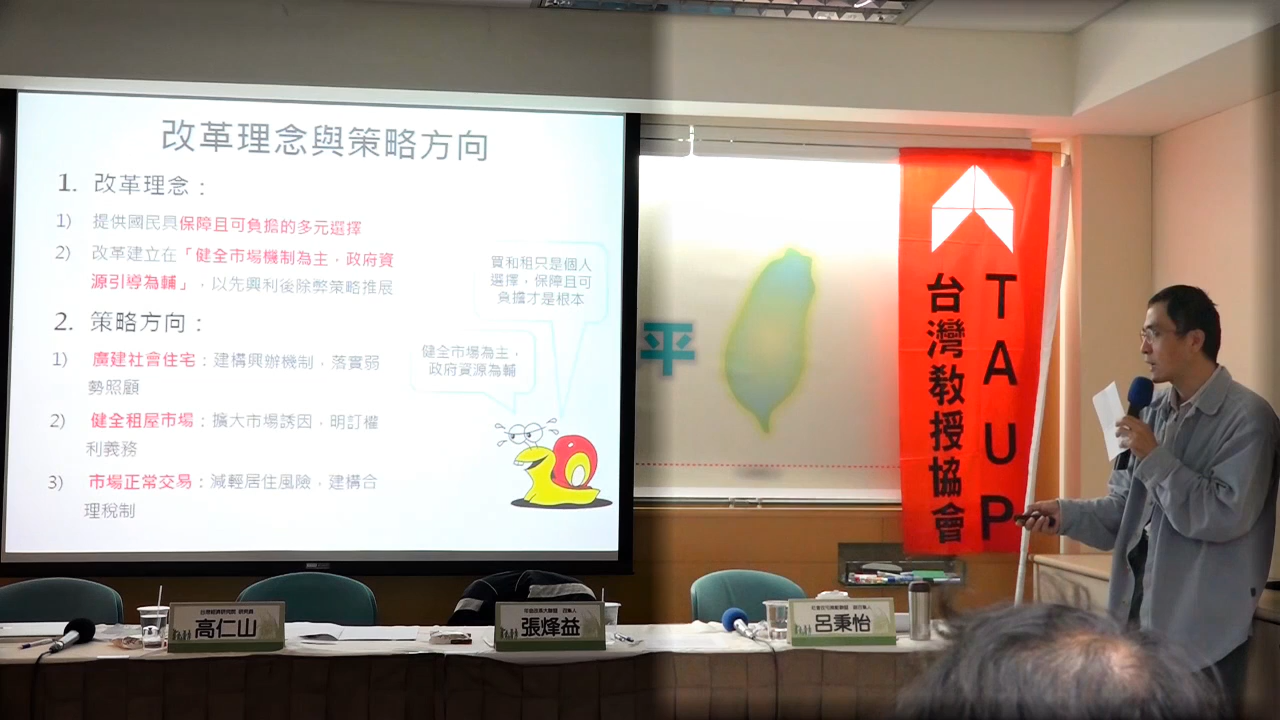 改革理念與策略方向
1. 改革理念：
1) 提供國民具保障且可負擔的多元選擇
2) 改革建立在「健全市場機制為主，政府資
源引導為輔」，以先興利後除弊策略推展
2. 策略方向：
1) 廣建社會住宅：建構興辦機制，落實弱
勢照顧
2) 健全租屋市場：擴大市場誘因，明訂權
利義務
3) 市場正常交易：減輕居住風險，建構合
理稅制
買和租只是個人
選擇，保障且可
負擔才是根本
健全市場為主，
政府資源為輔
平
台灣教授協會
TAUP
高仁山
張烽益
呂秉怡